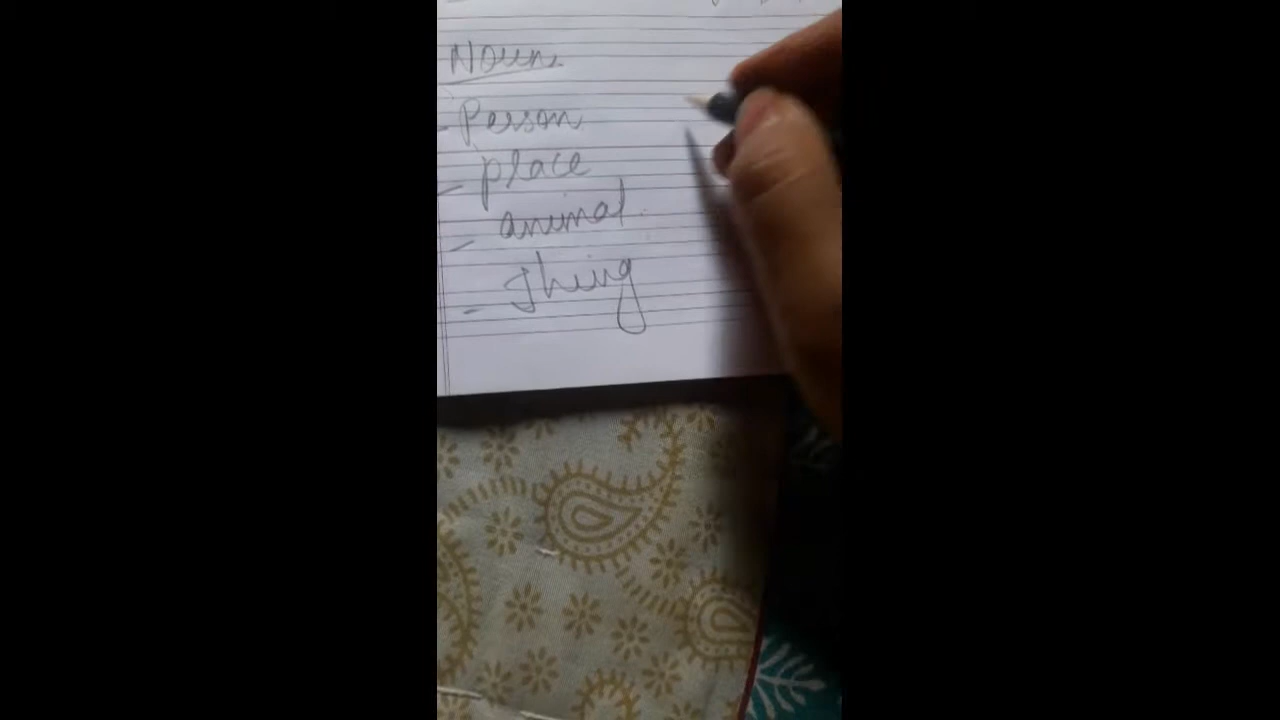 Noun
- Person
- place
- animal
- Thing